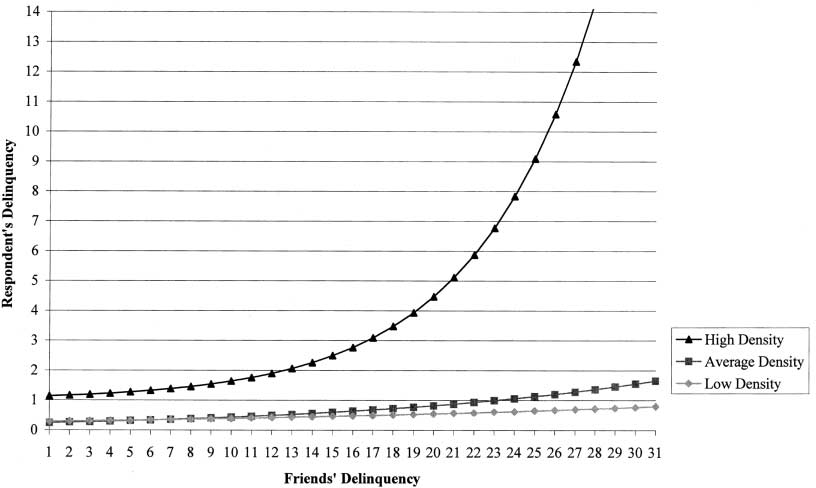 14
13
12
11
10
9
8
7
6
5
4
3
2
1
0
Respondent's Delinquency
1 2 3 4 5 6 7 8 9 10 11 12 13 14 15 16 17 18 19 20 21 22 23 24 25 26 27 28 29 30 31
Friends' Delinquency
High Density
Average Density
Low Density